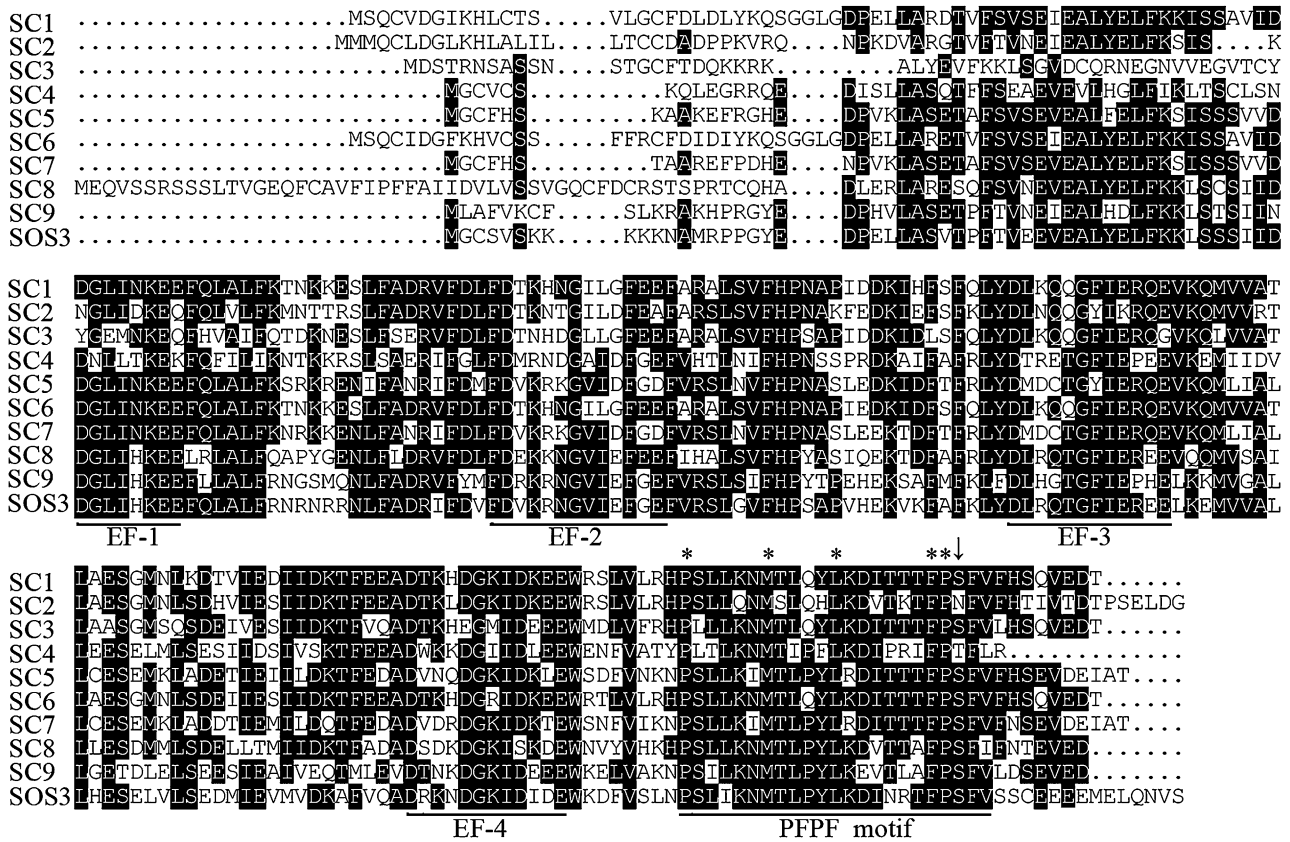 SC1 ....................MSQCVDGIKHLCTS.....VLGCFDLDLYKQSGGLGDPELLARDTVFSVSEIEALYELFKKISSAVID
SC2 ...................MMMQCLDGLKHLALIL....LTCCDADPPKVRQ....NPKDVARGTVFTVNEIEALYELFKSIS....K
SC3 ........................MDSTRNSASSN....STGCFTDQKKRK.........ALYEVFKKLSGVDCQRNEGNVVEGVTCY
SC4 ...........................MGCVCS..........KQLEGRRQE....DISLLASQTFFSEAEVEVLHGLFIKLTSCLSN
SC5 ...........................MGCFHS.........KAAKEFRGHE....DPVKLASETAFSVSEVEALFELFKSISSSVVD
SC6 ....................MSQCIDGFKHVCSS.....FFRCFDIDIYKQSGGLGDPELLARETVFSVSEIEALYELFKKISSAVID
SC7 ...........................MGCFHS.........TAAREFPDHE....NPVKLASETAFSVSEVEALYELFKSISSSVVD
SC8 MEQVSSRSSSLTVGEQFCAVFIPFFAIIDVLVSSVGQCFDCRSTSPRTCQHA....DLERLARESQFSVNEVEALYELFKKLSCSIID
SC9 ...........................MLAFVKCF.....SLKRAKHPRGYE....DPHVLASETPFTVNEIEALHDLFKKLSTSIIN
SOS3 ...........................MGCSVSKK.....KKKNAMRPPGYE....DPELLASVTPFTVEEVEALYELFKKLSSSIID
SC1 DGLINKEEFQLALFKTNKKESLFADRVFDLFDTKHNGILGFEEFARALSVFHPNAPIDDKIHFSFQLYDLKQQGFIERQEVKQMVVAT
SC2 NGLIDKEQFQLVLFKMNTTRSLFADRVFDLFDTKNTGILDFEAFARSLSVFHPNAKFEDKIEFSFQLYDLNQQGYIKRQEVKQMVVRT
SC3 YGEMNKEQFHVAIFQTDKNESLFSERVFDLFDTNHDGLLGFEEFARALSVFHPSAPIDDKIDLSFQLYDLKQQGFIERQGVKQLVVAT
SC4 DNLLTKEKFQFILIKNTKKRSLSAERIFGLFDMRNDGAIDFGEFVHTLNIFHPNSSPRDKAIFAFRLYDTRETGFIEPEEVKEMIIDV
SC5 DGLINKEEFQLALFKSRKRENIFANRIFDMFDVKRKGVIDFGDFVRSLNVFHPNASLEDKIDFTFRLYDMDCTGYIERQEVKQMLIAL
SC6 DGLINKEEFQLALFKTNKKESLFADRVFDLFDTKHNGILGFEEFARALSVFHPNAPIEDKIDFSFQLYDLKQQGFIERQEVKQMVVAT
SC7 DGLINKEEFQLALFKNRKKENLFANRIFDLFDVKRKGVIDFGDFVRSLNVFHPNASLEEKTDFTFRLYDMDCTGFIERQEVKQMLIAL
SC8 DGLIHKEELRLALFQAPYGENLFLDRVFDLFDEKKNGVIEFEEFIHALSVFHPYASIQEKTDFAFRLYDLRQTGFIEREEVQQMVSAI
SC9 DGLIHKEEFLLALFRNGSMQNLFADRVFYMFDRKRNGVIEFGEFVRSLSIFHPYTPEHEKSAFMFKLFDLHGTGFIEPHELKKMVGAL
SOS3 DGLIHKEEFQLALFRNRNRRNLFADRIFDVFDVKRNGVIEFGEFVRSLGVFHPSAPVHEKVKFAFKLYDLRQTGFIEREELKEMVVAL
EF-1 EF-2 EF-3
* * * **↓
SC1 LAESGMNLKDTVIEDIIDKTFEEADTKHDGKIDKEEWRSLVLRHPSLLKNMTLQYLKDITTTFPSFVFHSQVEDT......
SC2 LAESGMNLSDHVIESIIDKTFEEADTKLDGKIDKEEWRSLVLRHPSLLQNMSLQHLKDVTKTFPNFVFHTIVTDTPSELDG
SC3 LAASGMSQSDEIVESIIDKTFVQADTKHEGMIDEEEWMDLVFRHPLLLKNMTLQYLKDITTTFPSFVLHSQVEDT......
SC4 LEESELMLSESIIDSIVSKTFEEADWKKDGIIDLEEWENFVATYPLTLKNMTIPFLKDIPRIFPTFLR.............
SC5 LCESEMKLADETIEIILDKTFEDADVNQDGKIDKLEWSDFVNKNPSLLKIMTLPYLRDITTTFPSFVFHSEVDEIAT....
SC6 LAESGMNLSDEIIESIIDKTFEEADTKHDGRIDKEEWRTLVLRHPSLLKNMTLQYLKDITTTFPSFVFHSQVEDT......
SC7 LCESEMKLADDTIEMILDQTFEDADVDRDGKIDKTEWSNFVIKNPSLLKIMTLPYLRDITTTFPSFVFNSEVDEIAT....
SC8 LLESDMMLSDELLTMIIDKTFADADSDKDGKISKDEWNVYVHKHPSLLKNMTLPYLKDVTTAFPSFIFNTEVED.......
SC9 LGETDLELSEESIEALVEQTMLEVDTNKDGKIDEEEWKELVAKNPSILKNMTLPYLKEVTLAFPSFVLDSEVED.......
SOS3 LHESELVLSEDMIEVMVDKAFVQADRKNDGKIDIDEWKDFVSLNPSLIKNMTLPYLKDINRTFPSFVSSCEEEEMELQNVS
EF-4 PFPF motif